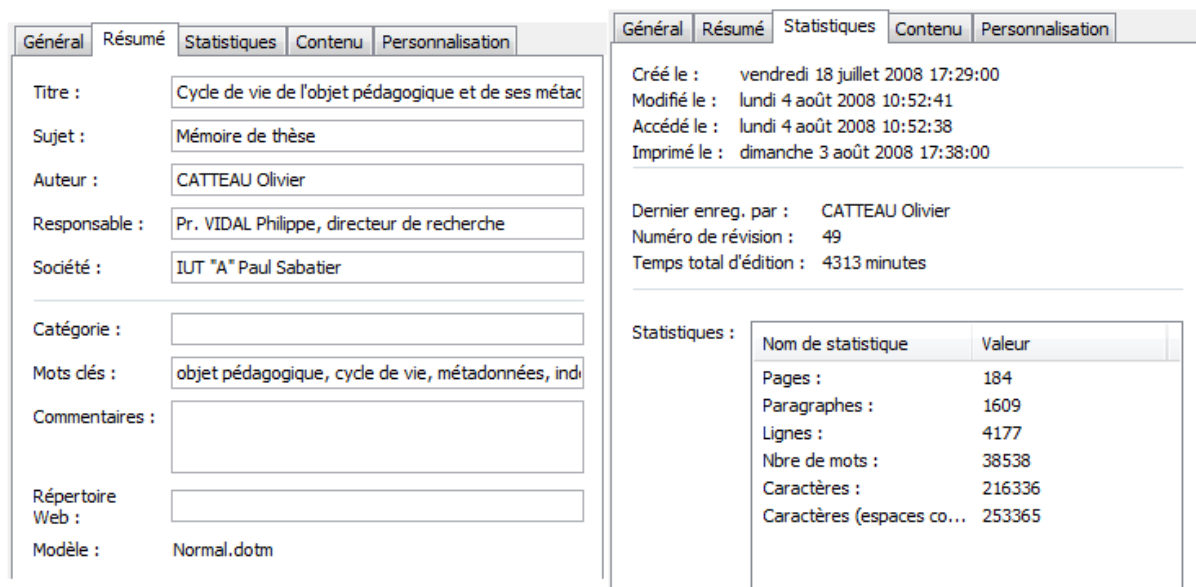 Général Résumé Statistiques Contenu Personnalisation
Titre : Cycle de vie de l'objet pédagogique et de ses métac
Sujet : Mémoire de thèse
Auteur : CATTEAU Olivier
Responsable : Pr. VIDAL Philippe, directeur de recherche
Société : IUT "A" Paul Sabatier
Catégorie :
Mots clés : objet pédagogique, cycle de vie, métadonnées, inde
Commentaires :
Répertoire
Web :
Modèle : Normal.dotm
Général Résumé Statistiques Contenu Personnalisation
Créé le : vendredi 18 juillet 2008 17:29:00
Modifié le : lundi 4 août 2008 10:52:41
Accédé le : lundi 4 août 2008 10:52:38
Imprimé le : dimanche 3 août 2008 17:38:00
Dernier enreg. par : CATTEAU Olivier
Numéro de révision : 49
Temps total d'édition : 4313 minutes
Statistiques :
Nom de statistique Valeur
Pages : 184
Paragraphes : 1609
Lignes : 4177
Nbre de mots : 38538
Caractères : 216336
Caractères (espaces co... 253365